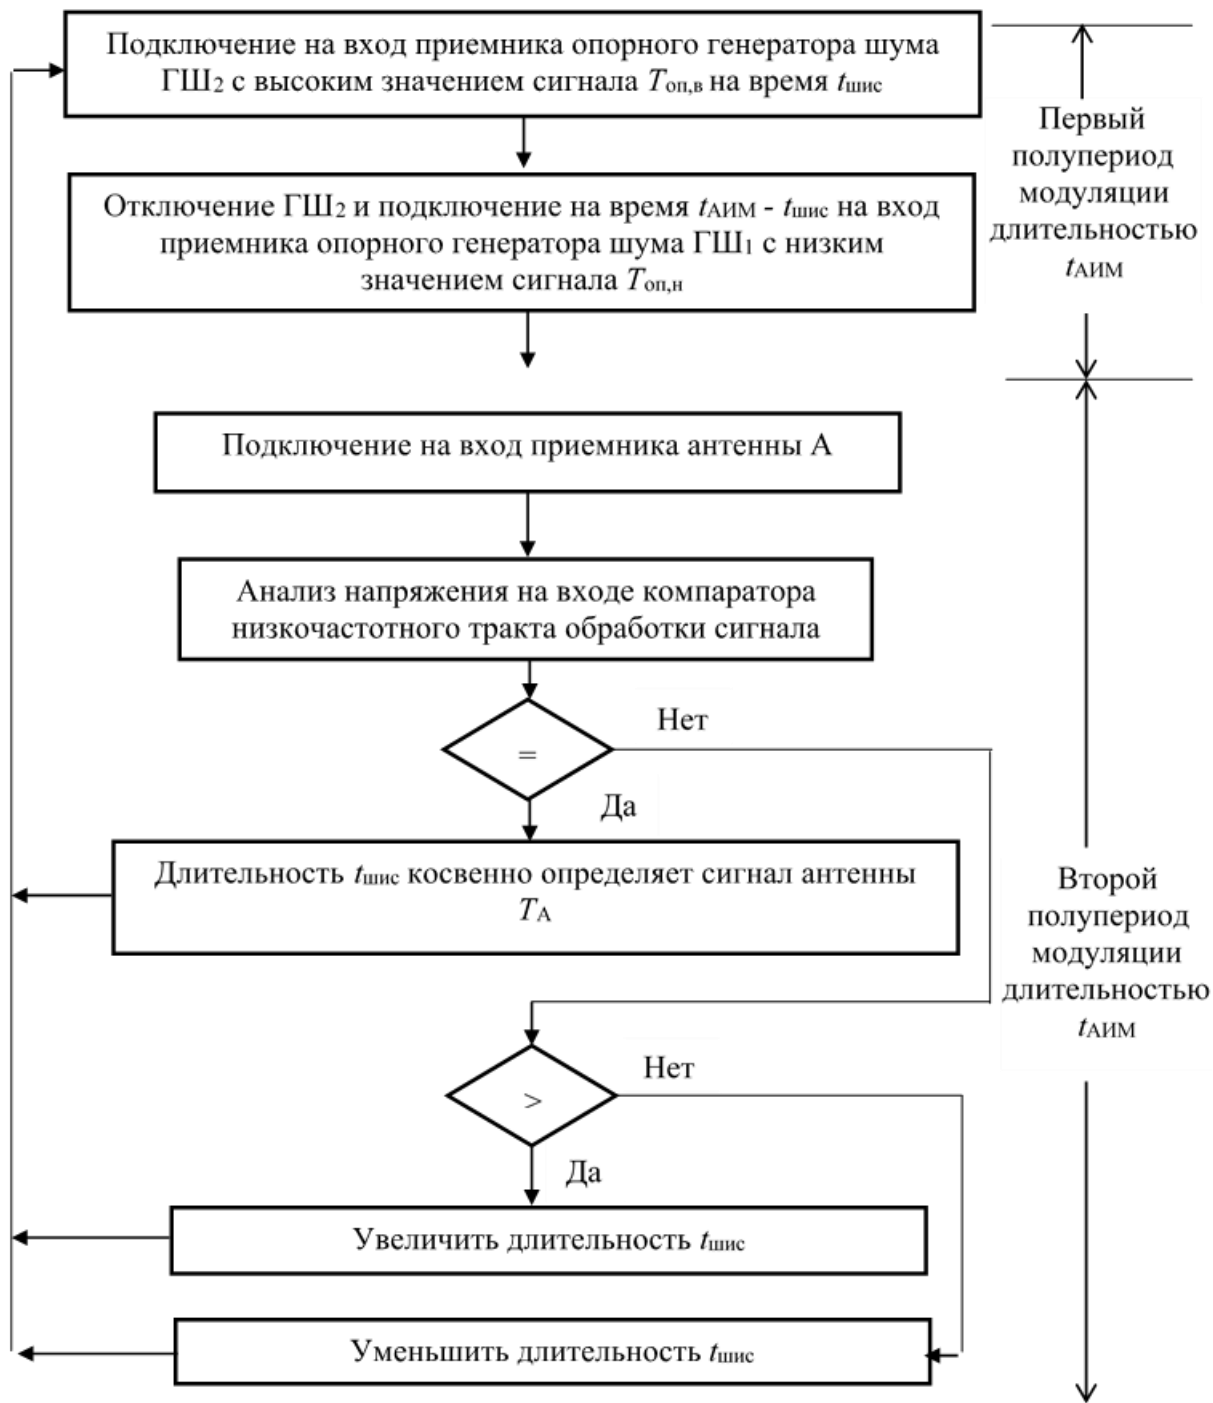 Подключение на вход приемника опорного генератора шума
ГШ2 с высоким значением сигнала Tоп,в на время tшис
Первый
полупериод
модуляции
длительностью
tАИМ
Отключение ГШ2 и подключение на время tАИМ - tшис на вход
приемника опорного генератора шума ГШ1 с низким
значением сигнала Tоп,н
Подключение на вход приемника антенны А
Анализ напряжения на входе компаратора
низкочастотного тракта обработки сигнала
Нет
=
Да
Длительность tшис косвенно определяет сигнал антенны
TА
Второй
полупериод
модуляции
длительностью
tАИМ
Нет
>
Да
Увеличить длительность tшис
Уменьшить длительность tшис